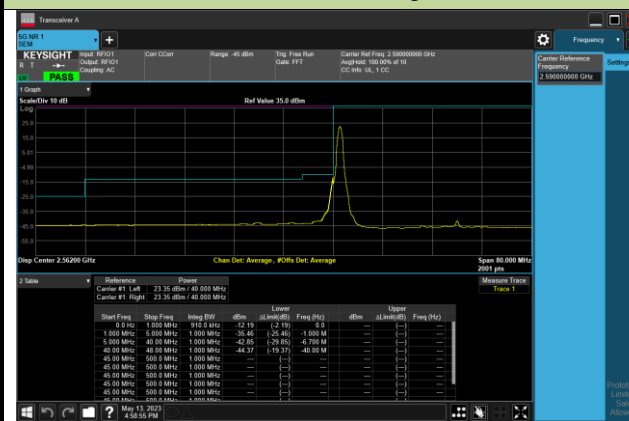 Transceiver A
5G NR 1
SEM
Frequency
KEYSIGHT
R T
PASS
Input: RFIO1
Output: RFIO1
Coupling: AC
Corr CCorr
Range: -45 dBm
Trig: Free Run
Gate: FFT
Carrier Ref Freq: 2.590000000 GHz
Avg|Hold: 100.00% of 10
CC Info: UL, 1 CC
Carrier Reference
Frequency
2.590000000 GHz
Settings
1 Graph
Scale/Div 10 dB
Ref Value 35.0 dBm
Log
25.0
15.0
5.01
-4.99
-15.0
-25.0
-35.0
-45.0
-55.0
Disp Center 2.56200 GHz
Chan Det: Average, #Offs Det: Average
Span 80.000 MHz
2001 pts
2 Table
Reference Power
Carrier #1: Left 23.35 dBm / 40.000 MHz
Carrier #1: Right 23.35 dBm / 40.000 MHz
Measure Trace
Trace 1
Lower Upper
Start Freq Stop Freq Integ BW dBm ΔLimit(dB) Freq (Hz) dBm ΔLimit(dB) Freq (Hz)
0.0 Hz 1.000 MHz 910.0 kHz -12.19 (-2.19) 0.0 --- (---) ---
1.000 MHz 5.000 MHz 1.000 MHz -35.46 (-25.46) -1.000 M --- (---) ---
5.000 MHz 40.00 MHz 1.000 MHz -42.85 (-29.85) -6.700 M --- (---) ---
40.00 MHz 48.00 MHz 1.000 MHz -44.37 (-19.37) -40.00 M --- (---) ---
45.00 MHz 500.0 MHz 1.000 MHz --- (---) --- --- (---) ---
45.00 MHz 500.0 MHz 1.000 MHz --- (---) --- --- (---) ---
45.00 MHz 500.0 MHz 1.000 MHz --- (---) --- --- (---) ---
45.00 MHz 500.0 MHz 1.000 MHz --- (---) --- --- (---) ---
45.00 MHz 500.0 MHz 1.000 MHz --- (---) --- --- (---) ---
May 13, 2023
4:58:55 PM